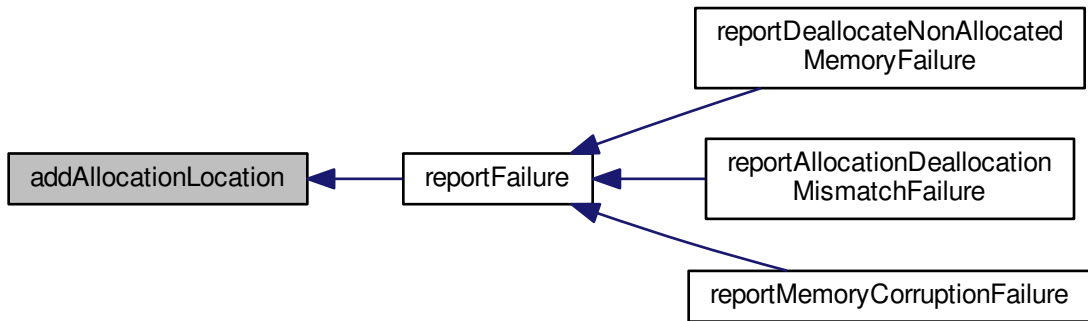 reportDeallocateNonAllocated
MemoryFailure
addAllocationLocation
reportFailure
reportAllocationDeallocation
MismatchFailure
reportMemoryCorruptionFailure